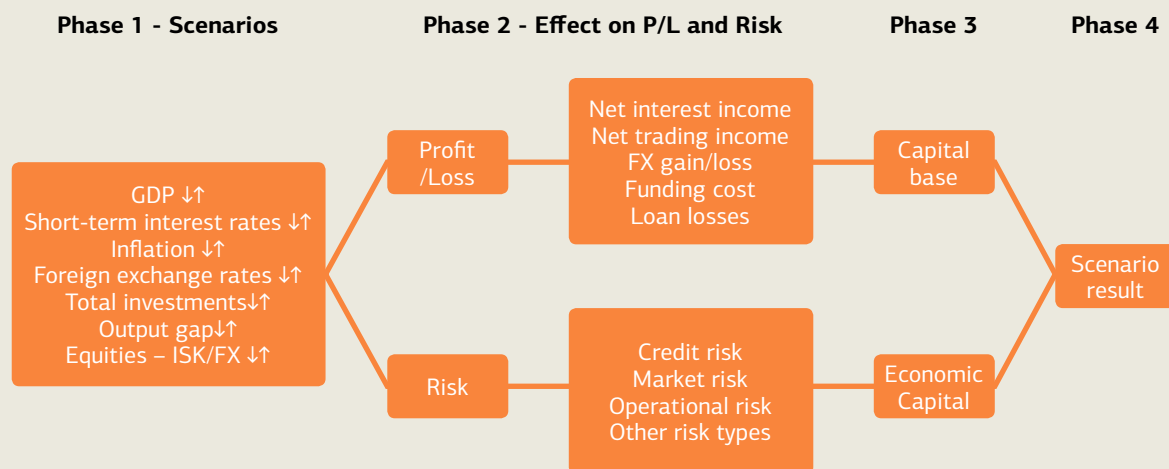 Phase 1 - Scenarios
Phase 2 - Effect on P/L and Risk
Phase 3
Phase 4
GDP ↓↑
Short-term interest rates ↓↑
Inflation ↓↑
Foreign exchange rates ↓↑
Total investments↓↑
Output gap↓↑
Equities – ISK/FX ↓↑
Profit
/Loss
Net interest income
Net trading income
FX gain/loss
Funding cost
Loan losses
Capital
base
Risk
Credit risk
Market risk
Operational risk
Other risk types
Economic
Capital
Scenario
result